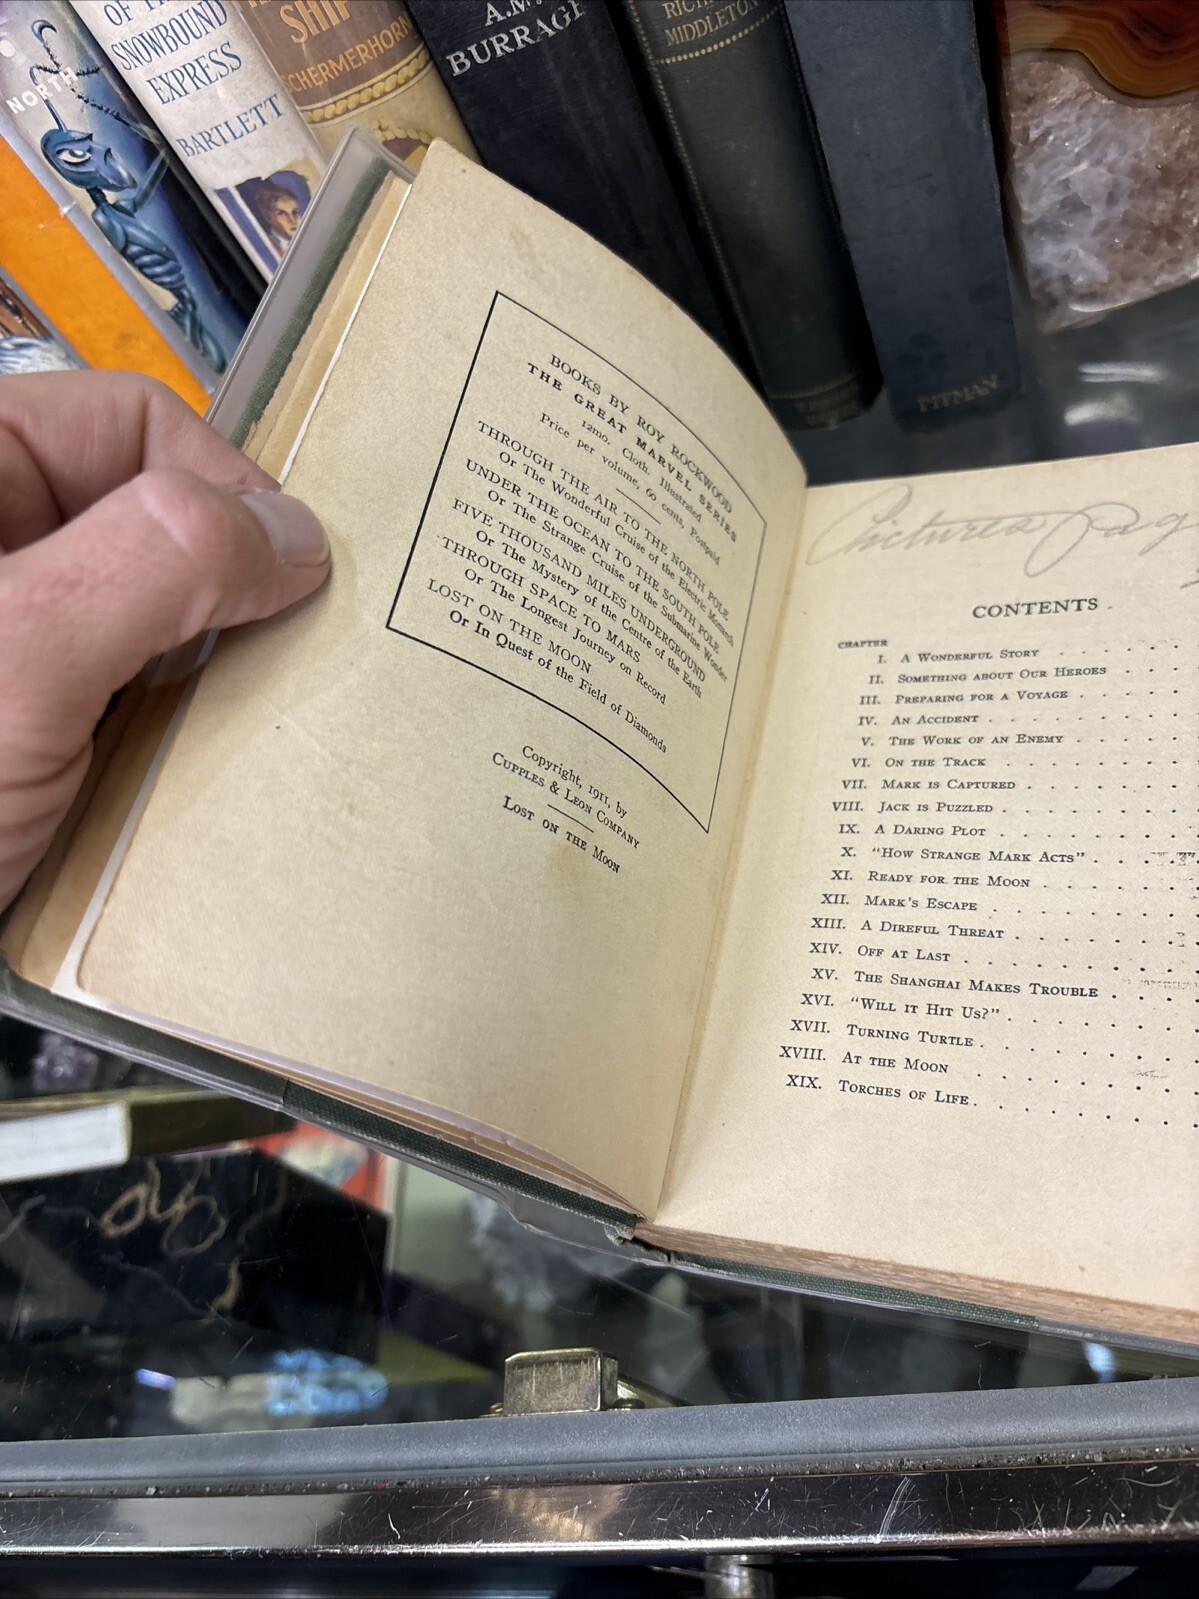 NORTH
SNOWBOUND
EXPRESS
BARTLETT
SHIP
SCHERMERHORN
A.M.
BURRAGE
MIDDLETON
PITMAN
BOOKS BY ROY ROCKWOOD
THE GREAT MARVEL SERIES
12mo. Cloth. Illustrated
Price per volume, 60 cents, Postpaid
THROUGH THE AIR TO THE NORTH POLE
Or The Wonderful Cruise of the Electric Monarch
UNDER THE OCEAN TO THE SOUTH POLE
Or The Strange Cruise of the Submarine Wonder
FIVE THOUSAND MILES UNDERGROUND
Or The Mystery of the Centre of the Earth
THROUGH SPACE TO MARS
Or The Longest Journey on Record
LOST ON THE MOON
Or In Quest of the Field of Diamonds
Copyright, 1911, by
Cupples & Leon Company
Lost on the Moon
Pictures Pag
CONTENTS
CHAPTER
I. A Wonderful Story
II. Something about Our Heroes
III. Preparing for a Voyage
IV. An Accident
V. The Work of an Enemy
VI. On the Track
VII. Mark is Captured
VIII. Jack is Puzzled
IX. A Daring Plot
X. "How Strange Mark Acts"
XI. Ready for the Moon
XII. Mark's Escape
XIII. A Direful Threat
XIV. Off at Last
XV. The Shanghai Makes Trouble
XVI. "Will it Hit Us?"
XVII. Turning Turtle
XVIII. At the Moon
XIX. Torches of Life